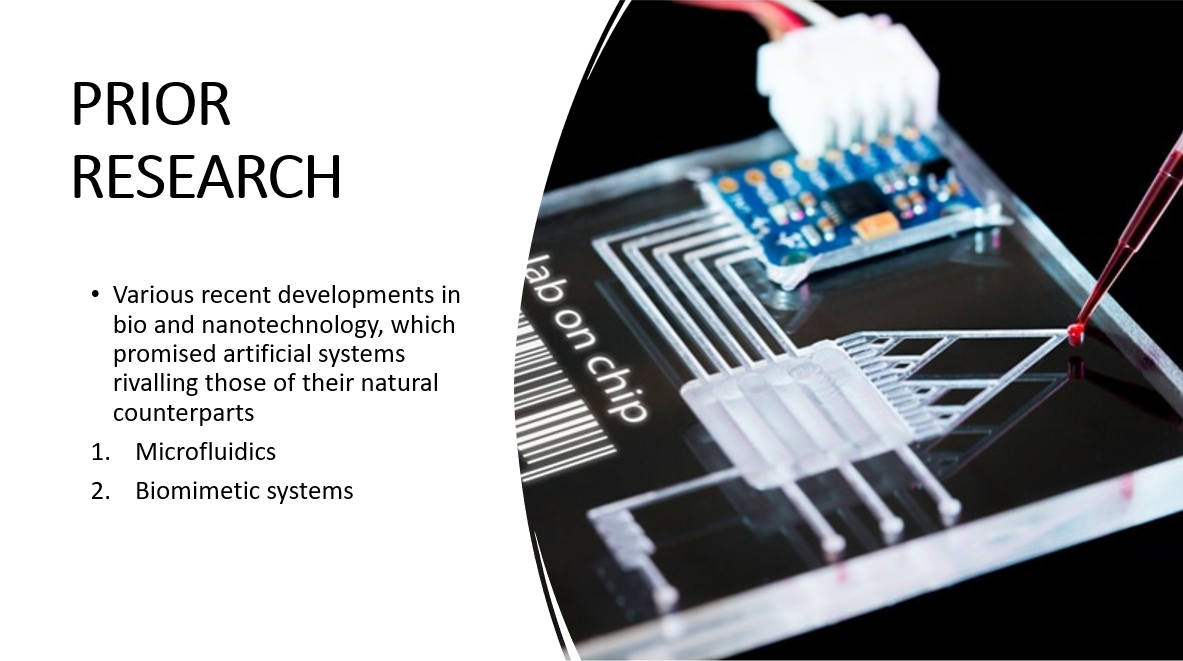 PRIOR
RESEARCH
• Various recent developments in
bio and nanotechnology, which
promised artificial systems
rivalling those of their natural
counterparts
1. Microfluidics
2. Biomimetic systems
lab on chip